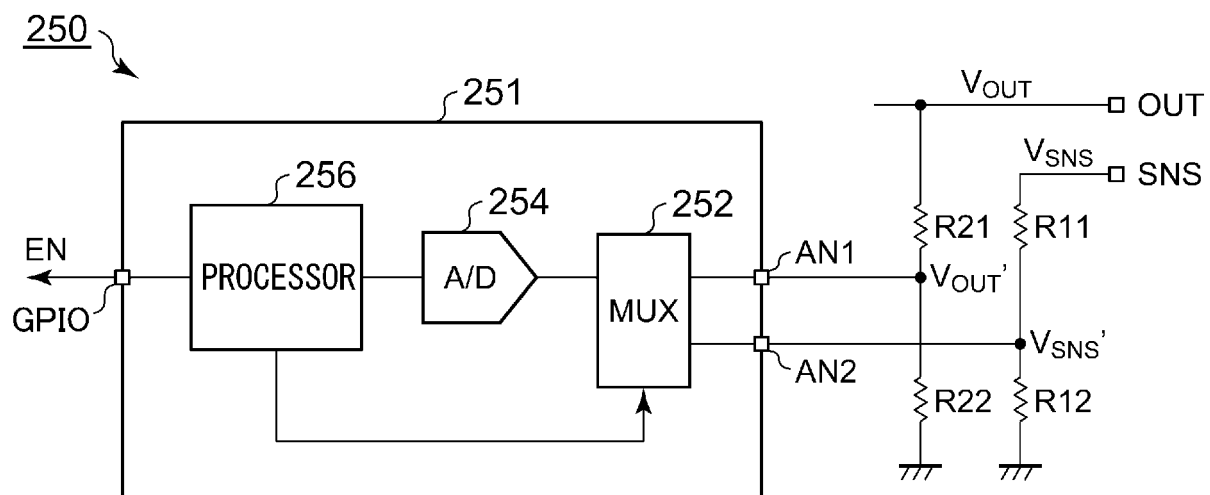 250
251
V_OUT
OUT
V_SNS
SNS
256
254
252
R21
R11
EN
PROCESSOR
A/D
MUX
AN1
V_OUT'
GPIO
V_SNS'
AN2
R22
R12